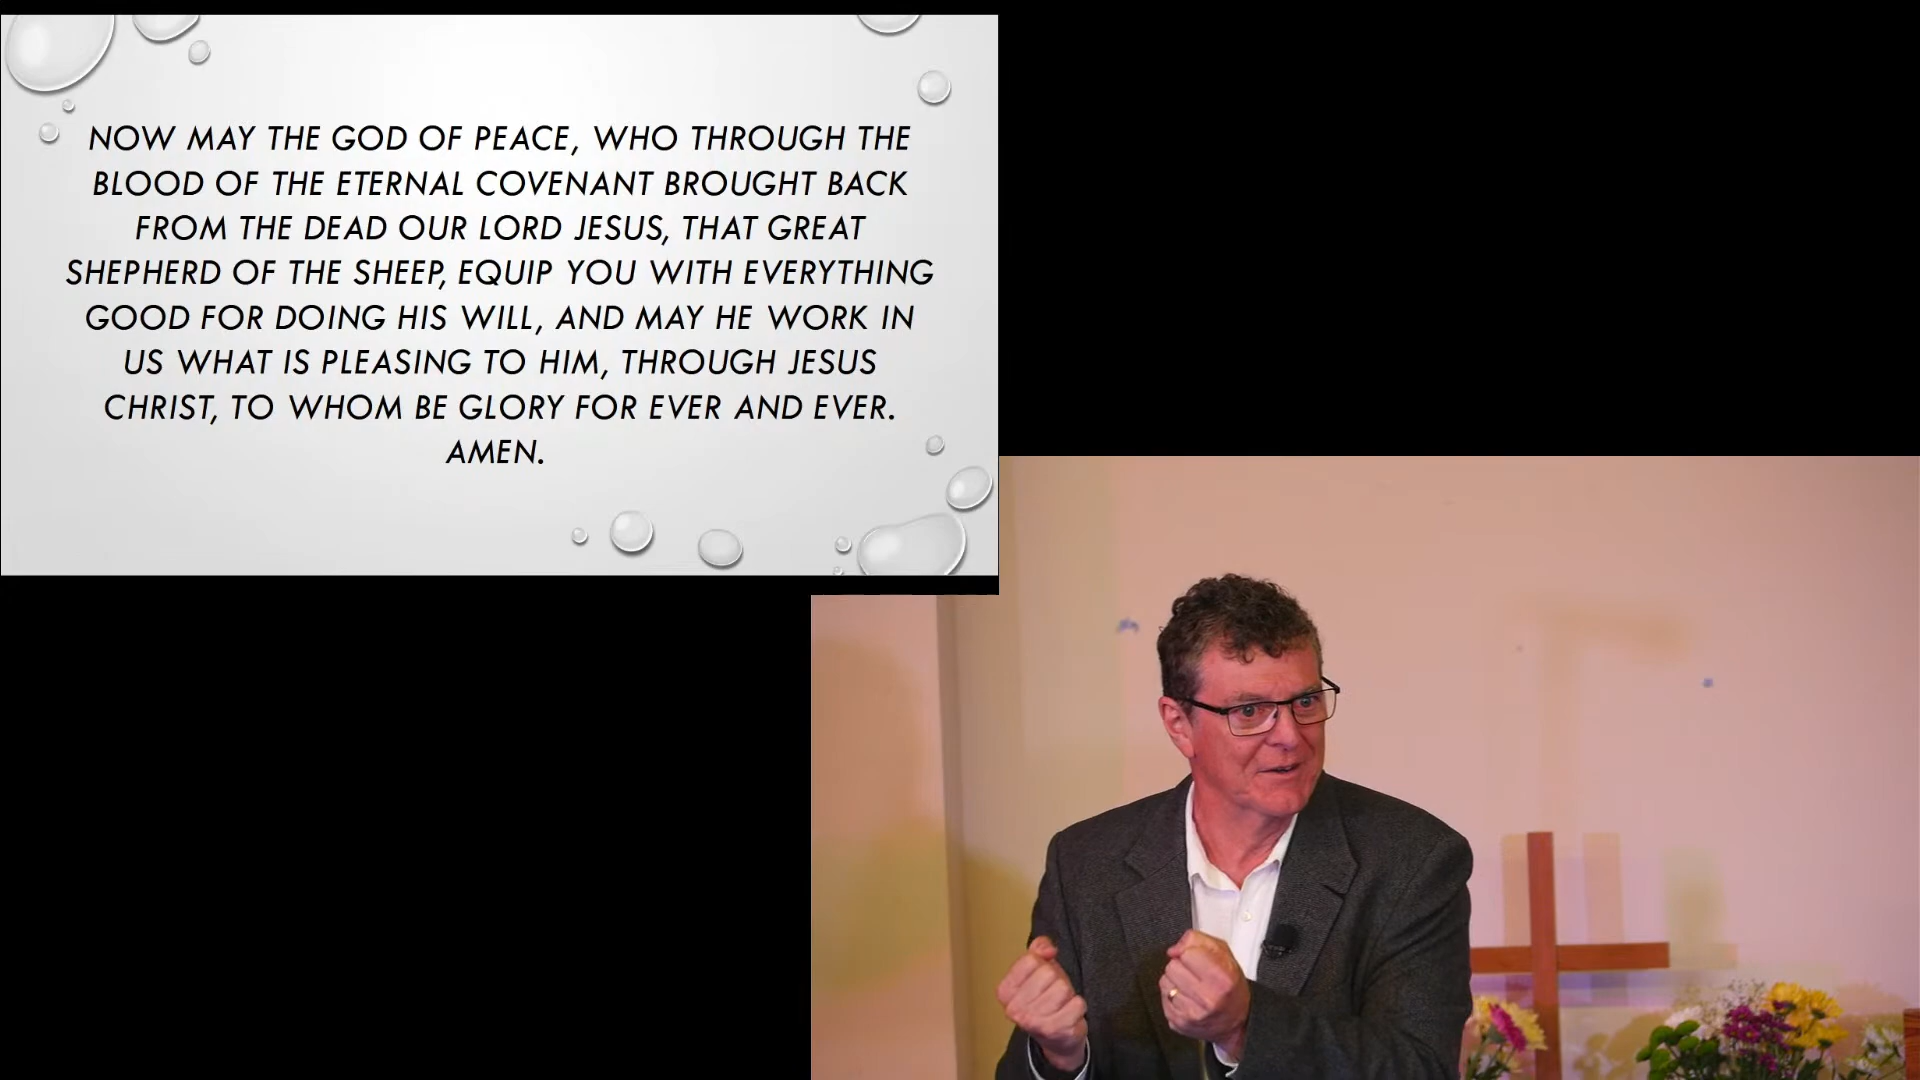 NOW MAY THE GOD OF PEACE, WHO THROUGH THE
BLOOD OF THE ETERNAL COVENANT BROUGHT BACK
FROM THE DEAD OUR LORD JESUS, THAT GREAT
SHEPHERD OF THE SHEEP, EQUIP YOU WITH EVERYTHING
GOOD FOR DOING HIS WILL, AND MAY HE WORK IN
US WHAT IS PLEASING TO HIM, THROUGH JESUS
CHRIST, TO WHOM BE GLORY FOR EVER AND EVER.
AMEN.